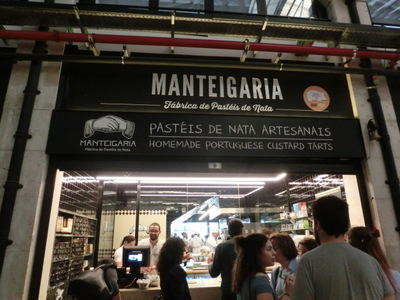 MANTEIGARIA
Fábrica de Pastéis de Nata
MANTEIGARIA
Fábrica de Pastéis de Nata
PASTÉIS DE NATA ARTESANAIS
HOMEMADE PORTUGUESE CUSTARD TARTS